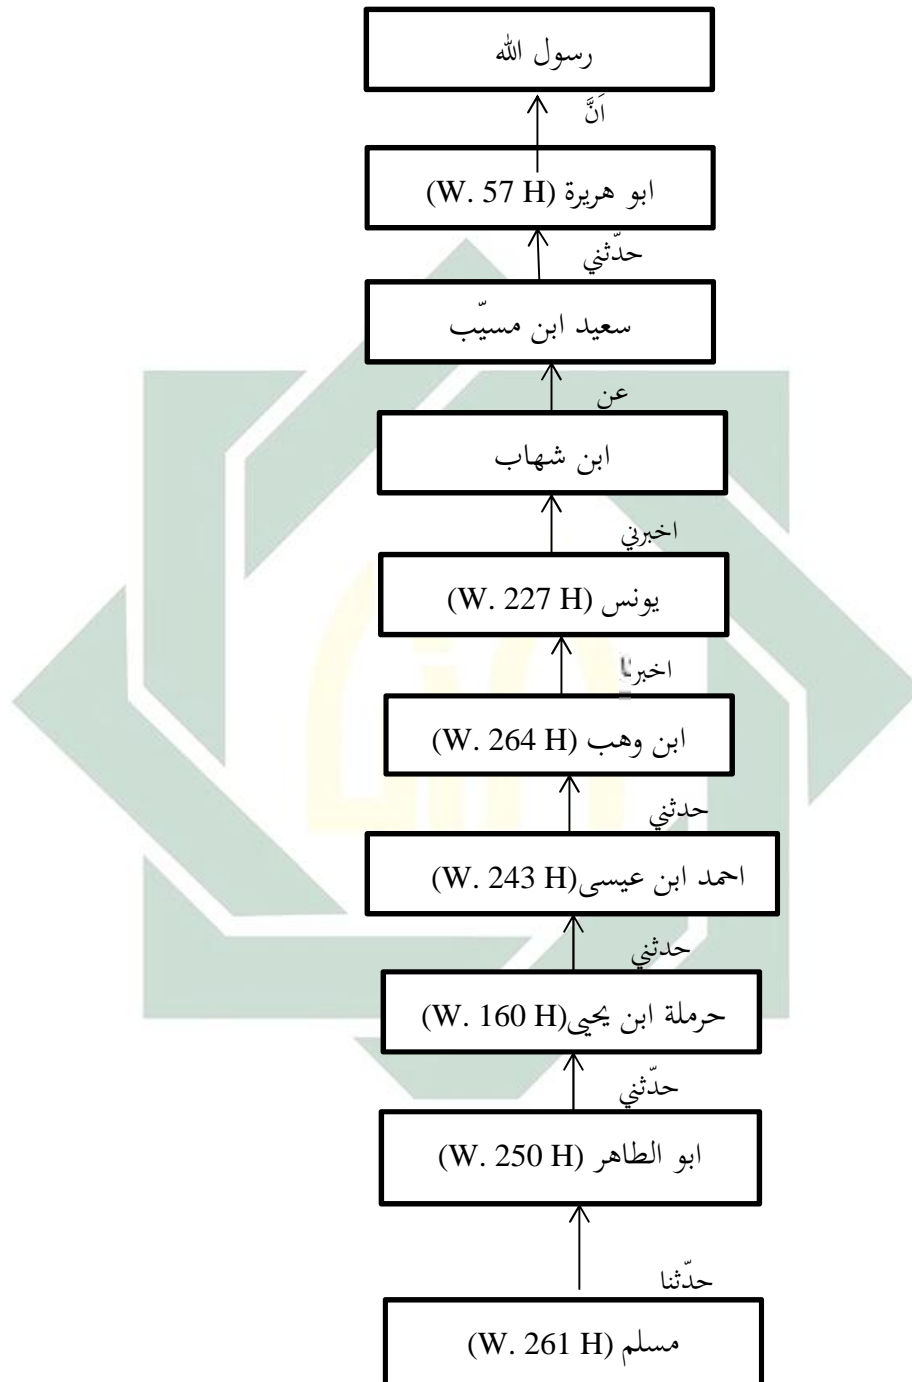 رسول الله
اَنَّ
ابو هريرة (W. 57 H)
حدّثني
سعيد ابن مسيّب
عن
ابن شهاب
اخبرني
يونس (W. 227 H)
اخبرنا
ابن وهب (W. 264 H)
حدثني
احمد ابن عيسى(W. 243 H)
حدثني
حرملة ابن يحيى(W. 160 H)
حدّثني
ابو الطاهر (W. 250 H)
حدّثنا
مسلم (W. 261 H)